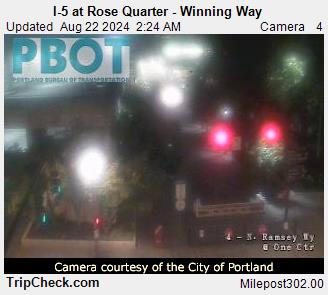 I-5 at Rose Quarter - Winning Way
Updated Aug 22 2024 2:24 AM Camera 4
PBOT
PORTLAND BUREAU OF TRANSPORTATION
4 - N. Ramsey Wy
@ One Ctr
Camera courtesy of the City of Portland
TripCheck.com Milepost302.00